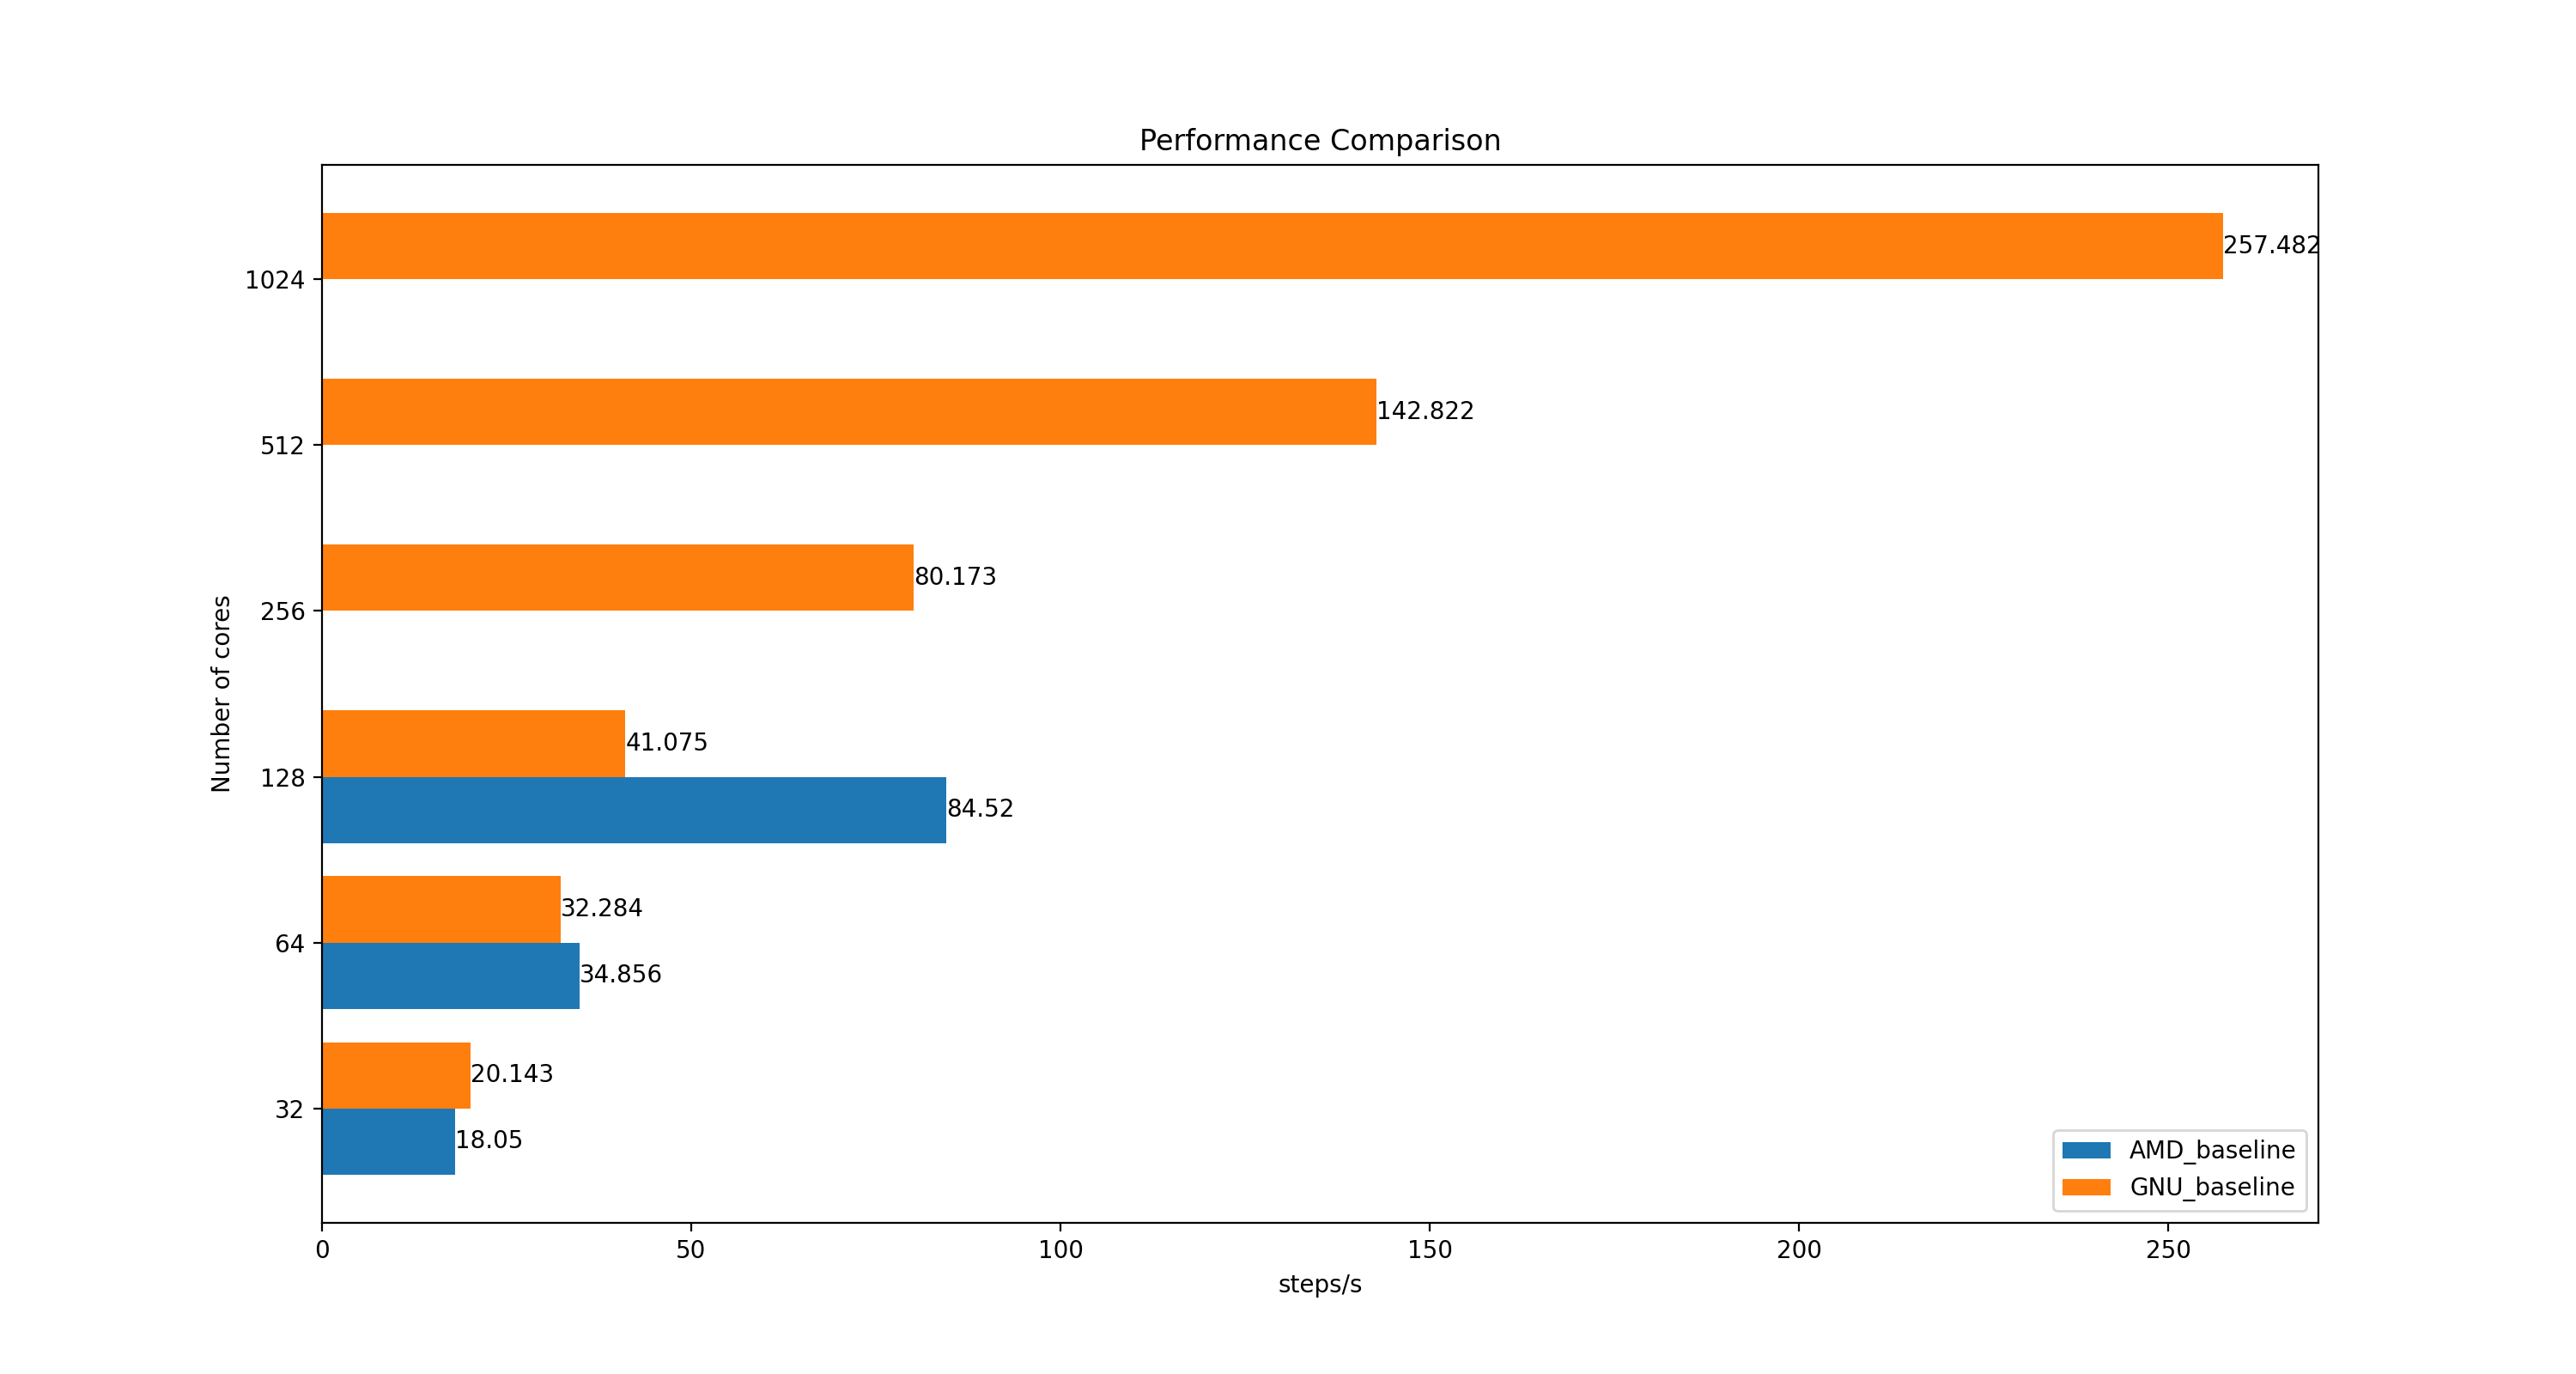 Performance Comparison
257.482
1024
142.822
512
80.173
256
Number of cores
41.075
128
84.52
32.284
64
34.856
20.143
32
18.05
AMD_baseline
GNU_baseline
0 50 100 150 200 250
steps/s